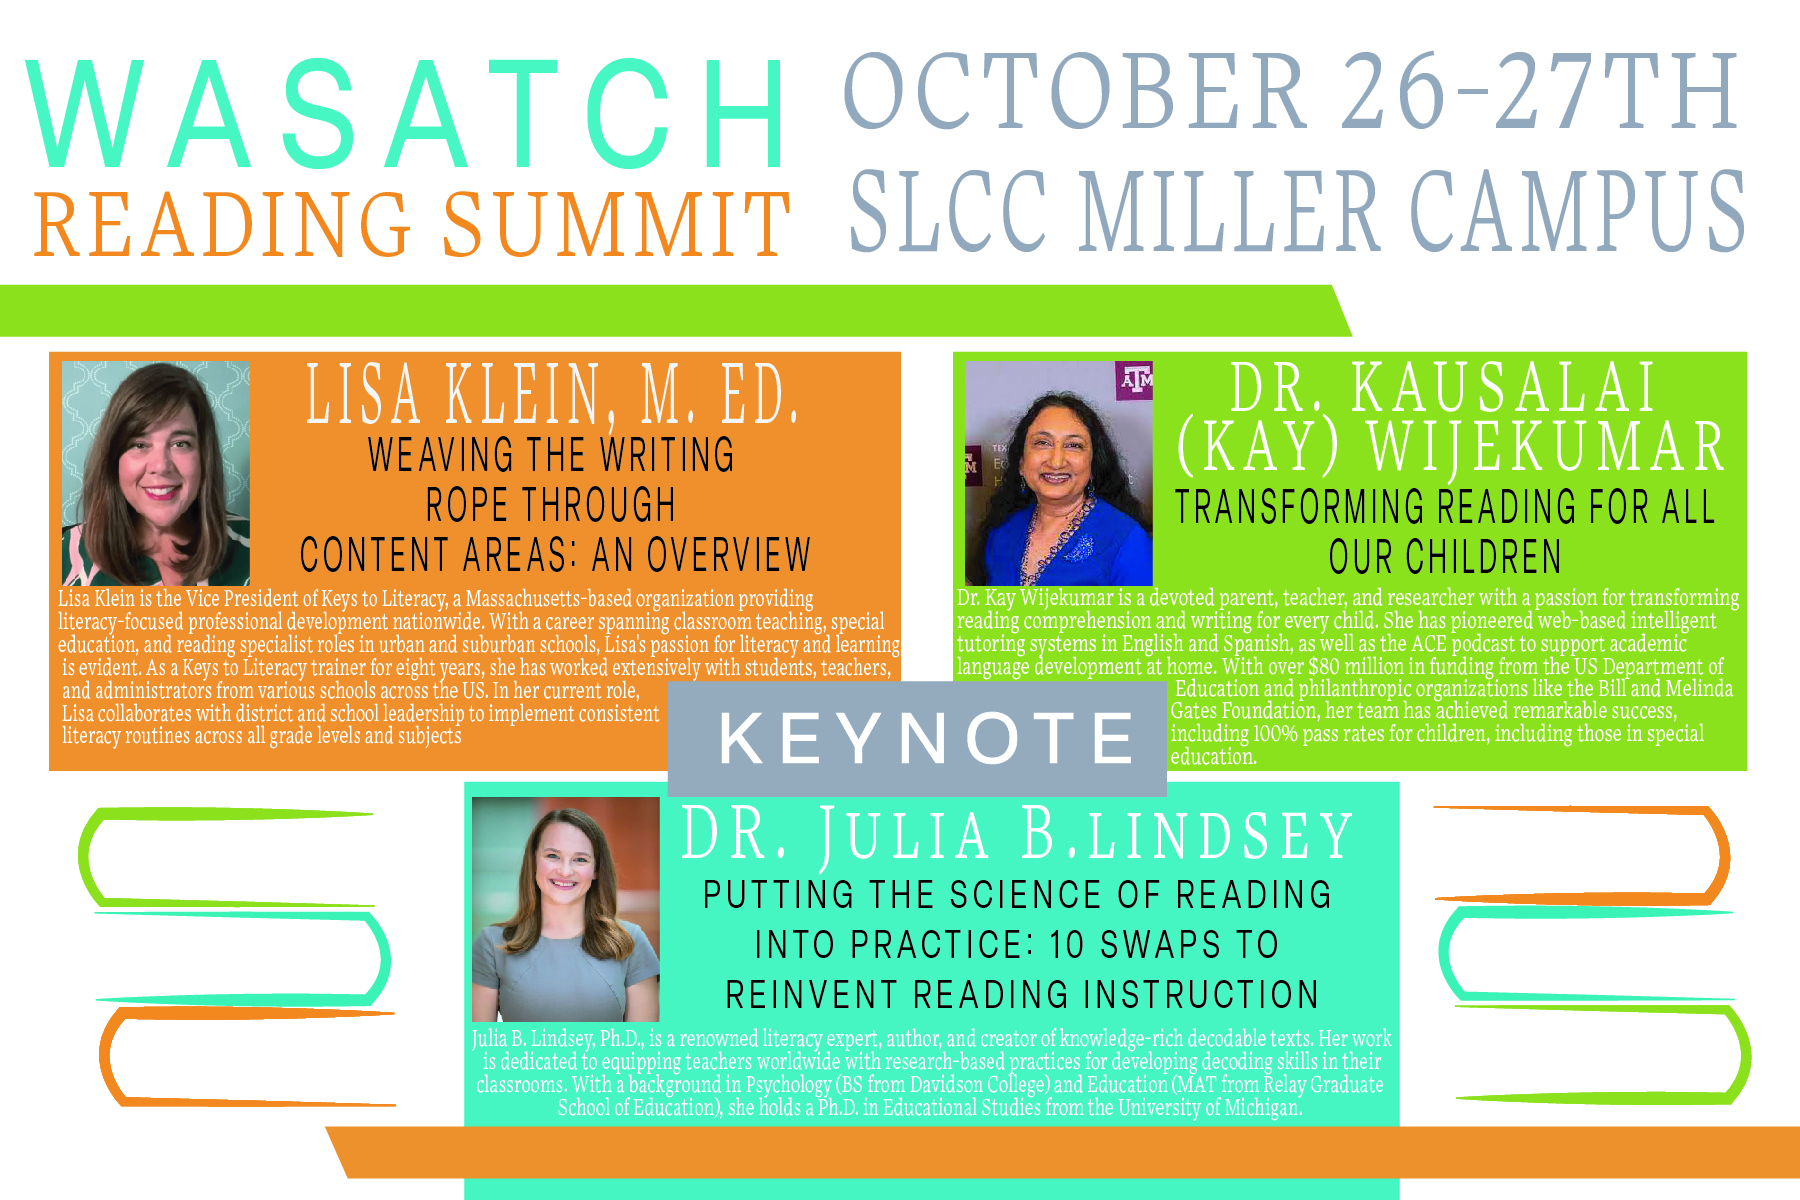 WASATCH
READING SUMMIT
OCTOBER 26-27TH
SLCC MILLER CAMPUS
LISA KLEIN, M. ED.
WEAVING THE WRITING
ROPE THROUGH
CONTENT AREAS: AN OVERVIEW
Lisa Klein is the Vice President of Keys to Literacy, a Massachusetts-based organization providing
literacy-focused professional development nationwide. With a career spanning classroom teaching, special
education, and reading specialist roles in urban and suburban schools, Lisa's passion for literacy and learning
is evident. As a Keys to Literacy trainer for eight years, she has worked extensively with students, teachers,
and administrators from various schools across the US. In her current role,
Lisa collaborates with district and school leadership to implement consistent
literacy routines across all grade levels and subjects
ATM
DR. KAUSALAI
(KAY) WIJEKUMAR
TRANSFORMING READING FOR ALL
OUR CHILDREN
Dr. Kay Wijekumar is a devoted parent, teacher, and researcher with a passion for transforming
reading comprehension and writing for every child. She has pioneered web-based intelligent
tutoring systems in English and Spanish, as well as the ACE podcast to support academic
language development at home. With over $80 million in funding from the US Department of
Education and philanthropic organizations like the Bill and Melinda
Gates Foundation, her team has achieved remarkable success,
including 100% pass rates for children, including those in special
education.
KEYNOTE
DR. JULIA B.LINDSEY
PUTTING THE SCIENCE OF READING
INTO PRACTICE: 10 SWAPS TO
REINVENT READING INSTRUCTION
Julia B. Lindsey, Ph.D., is a renowned literacy expert, author, and creator of knowledge-rich decodable texts. Her work
is dedicated to equipping teachers worldwide with research-based practices for developing decoding skills in their
classrooms. With a background in Psychology (BS from Davidson College) and Education (MAT from Relay Graduate
School of Education), she holds a Ph.D. in Educational Studies from the University of Michigan.